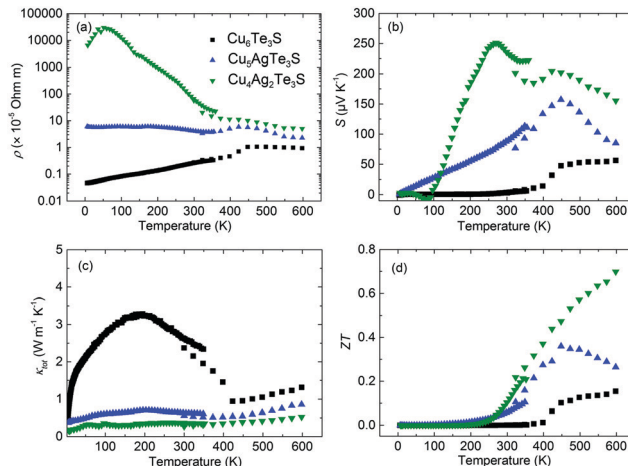 (a)
100000
10000
1000
100
10
1
0.1
0.01
ρ (× 10⁻⁵ Ohm m)
Cu₆Te₃S
Cu₅AgTe₃S
Cu₄Ag₂Te₃S
0 100 200 300 400 500 600
Temperature (K)
(b)
300
250
200
150
100
50
0
S (μV K⁻¹)
0 100 200 300 400 500 600
Temperature (K)
(c)
5
4
3
2
1
0
κtot (W m⁻¹ K⁻¹)
100 200 300 400 500 600
Temperature (K)
(d)
0.8
0.6
0.4
0.2
0.0
ZT
0 100 200 300 400 500 600
Temperature (K)